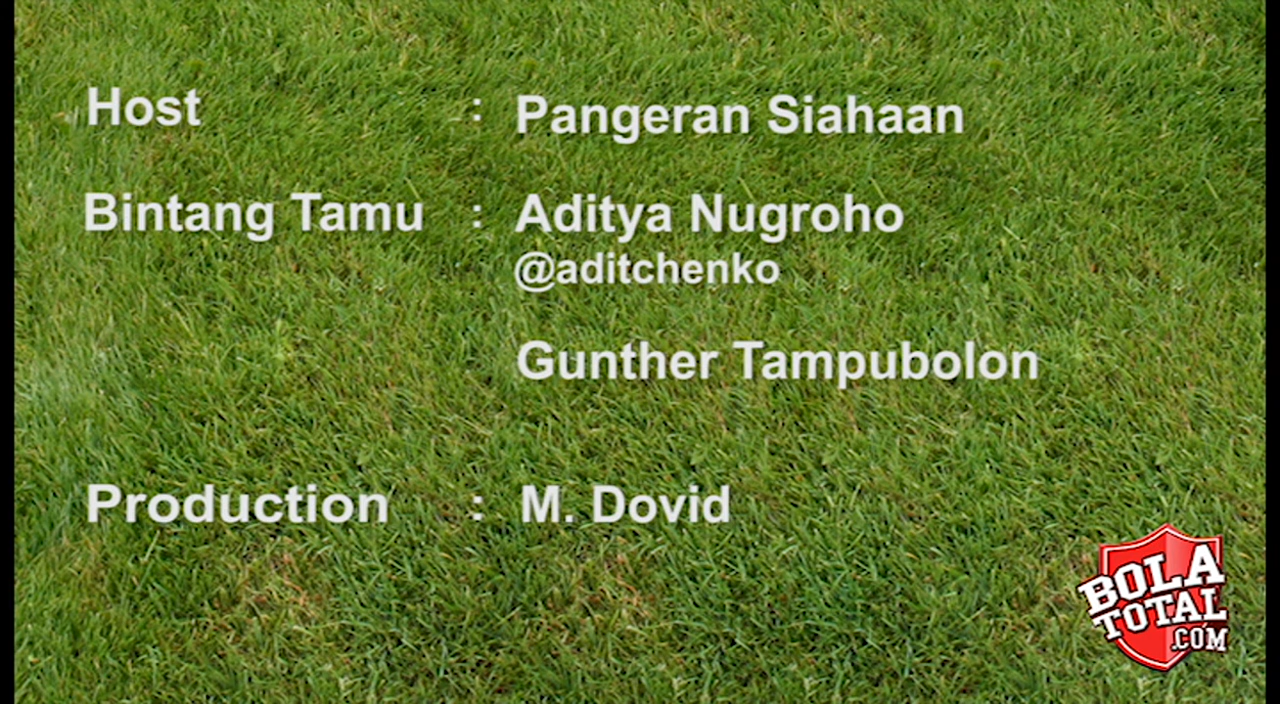 Host : Pangeran Siahaan
Bintang Tamu : Aditya Nugroho
@aditchenko
Gunther Tampubolon
Production : M. Dovid
BOLA
TOTAL
.COM